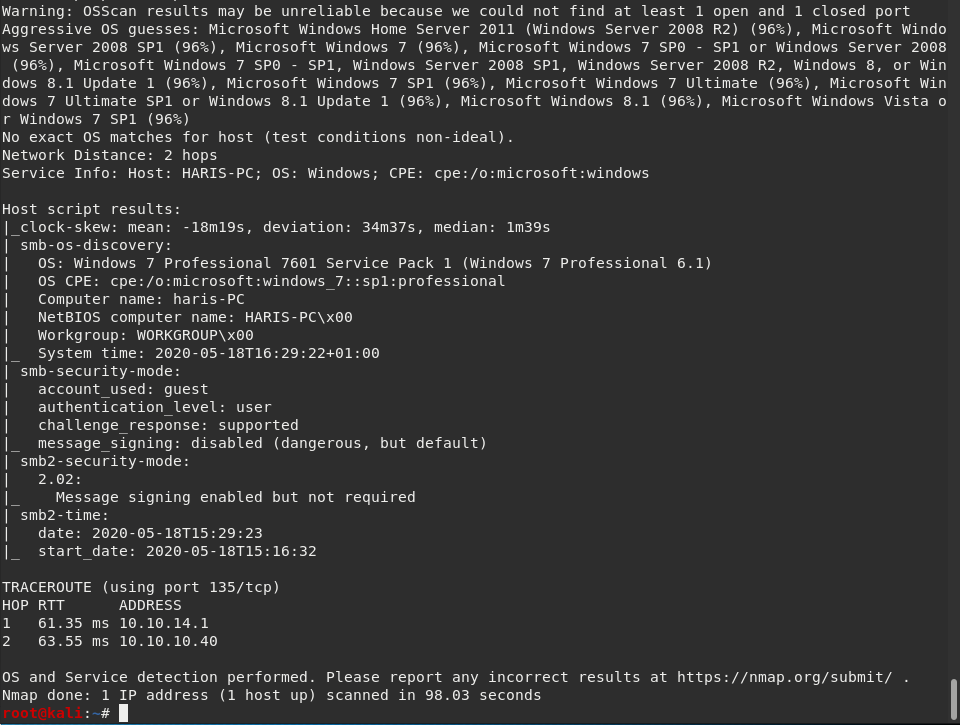 Warning: OSScan results may be unreliable because we could not find at least 1 open and 1 closed port
Aggressive OS guesses: Microsoft Windows Home Server 2011 (Windows Server 2008 R2) (96%), Microsoft Windo
ws Server 2008 SP1 (96%), Microsoft Windows 7 (96%), Microsoft Windows 7 SP0 - SP1 or Windows Server 2008
 (96%), Microsoft Windows 7 SP0 - SP1, Windows Server 2008 SP1, Windows Server 2008 R2, Windows 8, or Win
dows 8.1 Update 1 (96%), Microsoft Windows 7 SP1 (96%), Microsoft Windows 7 Ultimate (96%), Microsoft Win
dows 7 Ultimate SP1 or Windows 8.1 Update 1 (96%), Microsoft Windows 8.1 (96%), Microsoft Windows Vista o
r Windows 7 SP1 (96%)
No exact OS matches for host (test conditions non-ideal).
Network Distance: 2 hops
Service Info: Host: HARIS-PC; OS: Windows; CPE: cpe:/o:microsoft:windows
Host script results:
|_clock-skew: mean: -18m19s, deviation: 34m37s, median: 1m39s
| smb-os-discovery:
|   OS: Windows 7 Professional 7601 Service Pack 1 (Windows 7 Professional 6.1)
|   OS CPE: cpe:/o:microsoft:windows_7::sp1:professional
|   Computer name: haris-PC
|   NetBIOS computer name: HARIS-PC\x00
|   Workgroup: WORKGROUP\x00
|_  System time: 2020-05-18T16:29:22+01:00
| smb-security-mode:
|   account_used: guest
|   authentication_level: user
|   challenge_response: supported
|_  message_signing: disabled (dangerous, but default)
| smb2-security-mode:
|   2.02:
|_    Message signing enabled but not required
| smb2-time:
|   date: 2020-05-18T15:29:23
|_  start_date: 2020-05-18T15:16:32
TRACEROUTE (using port 135/tcp)
HOP RTT      ADDRESS
1   61.35 ms 10.10.14.1
2   63.55 ms 10.10.10.40
OS and Service detection performed. Please report any incorrect results at https://nmap.org/submit/ .
Nmap done: 1 IP address (1 host up) scanned in 98.03 seconds
root@kali:~#